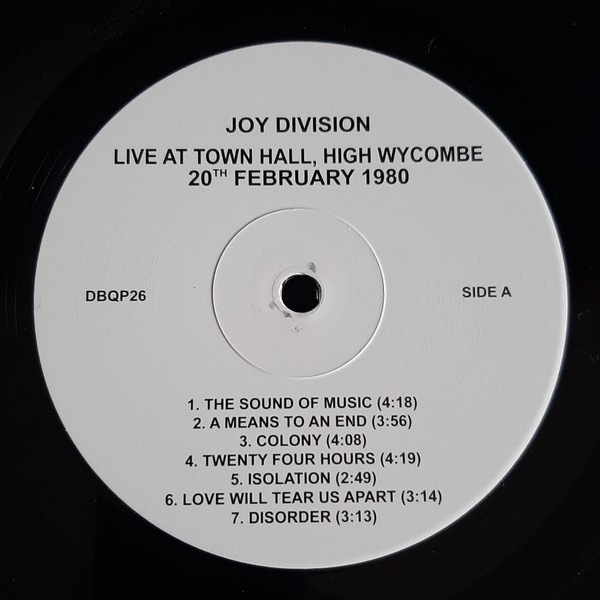 JOY DIVISION
LIVE AT TOWN HALL, HIGH WYCOMBE
20TH FEBRUARY 1980
DBQP26
SIDE A
1. THE SOUND OF MUSIC (4:18)
2. A MEANS TO AN END (3:56)
3. COLONY (4:08)
4. TWENTY FOUR HOURS (4:19)
5. ISOLATION (2:49)
6. LOVE WILL TEAR US APART (3:14)
7. DISORDER (3:13)